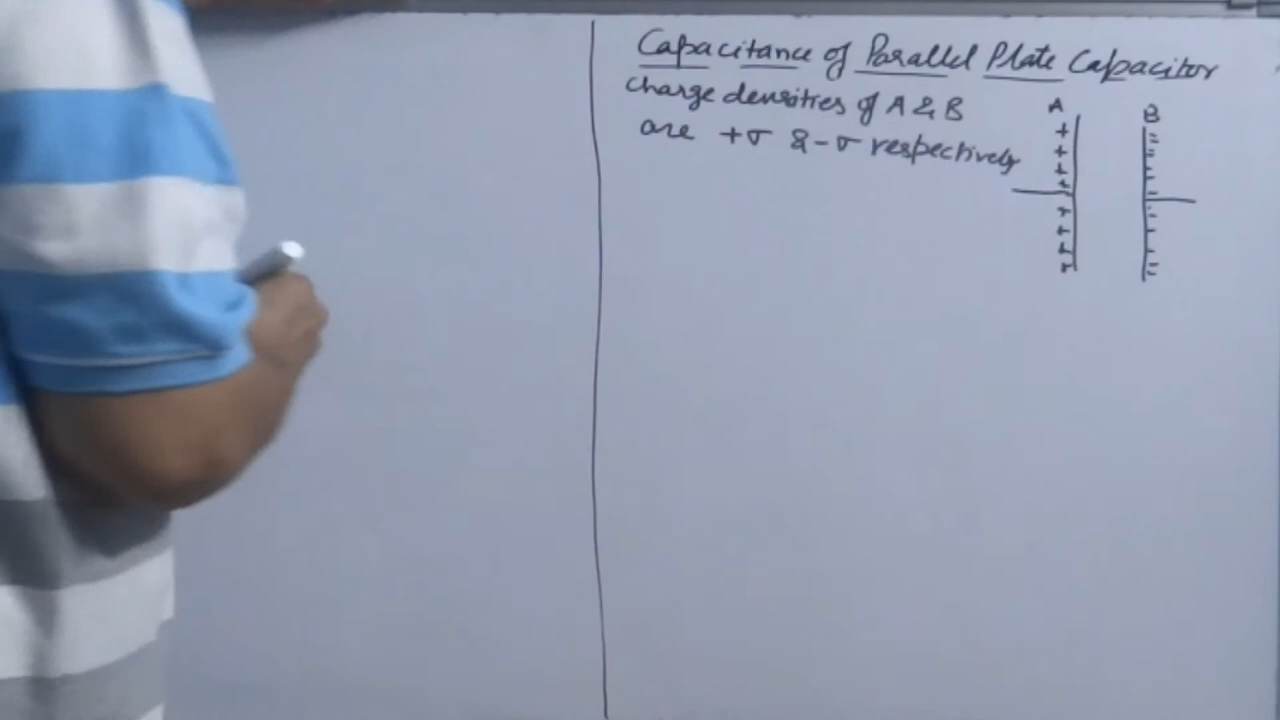 Capacitance of Parallel Plate Capacitor
Charge densities of A & B
are +σ & -σ respectively
A
B